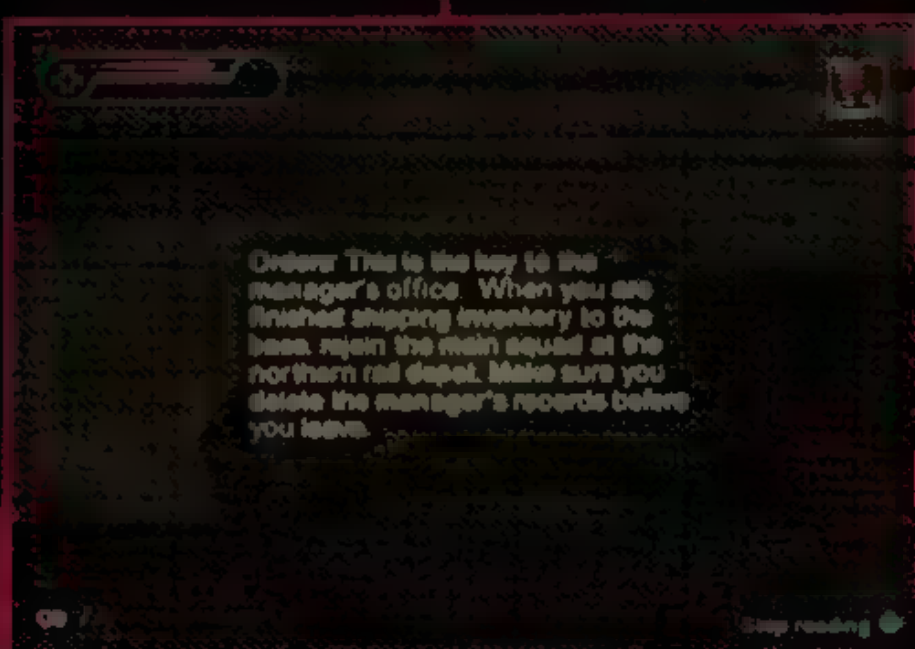 This is the key to the
manager's office. When you are
finished shipping inventory to the
base, rejoin the main squad at the
northern rail depot. Make sure you
delete the manager's records before
you leave.
Stop reading